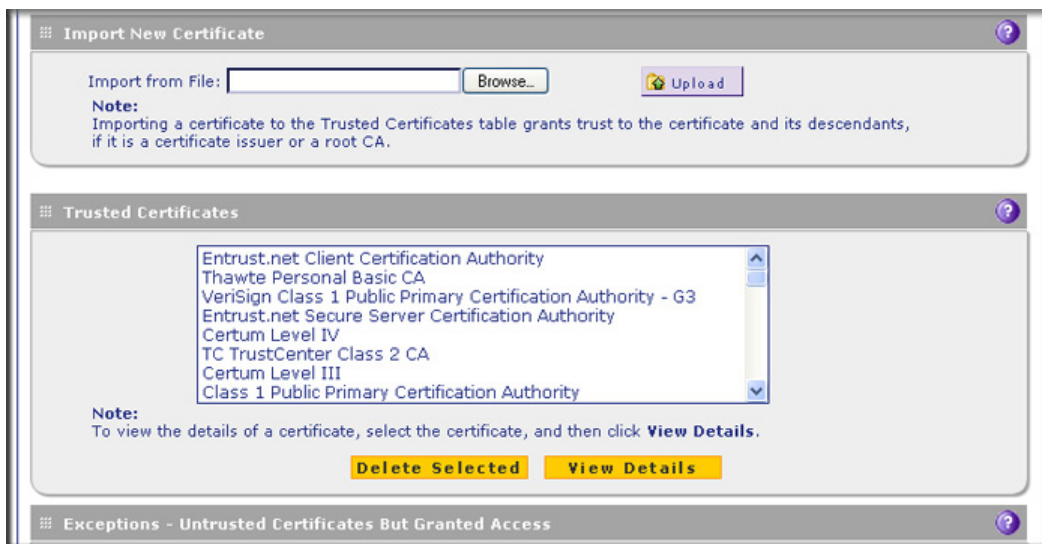 Import New Certificate
Import from File:
Browse...
Upload
Note:
Importing a certificate to the Trusted Certificates table grants trust to the certificate and its descendants,
if it is a certificate issuer or a root CA.
Trusted Certificates
Entrust.net Client Certification Authority
Thawte Personal Basic CA
VeriSign Class 1 Public Primary Certification Authority - G3
Entrust.net Secure Server Certification Authority
Certum Level IV
TC TrustCenter Class 2 CA
Certum Level III
Class 1 Public Primary Certification Authority
Note:
To view the details of a certificate, select the certificate, and then click View Details.
Delete Selected
View Details
Exceptions - Untrusted Certificates But Granted Access